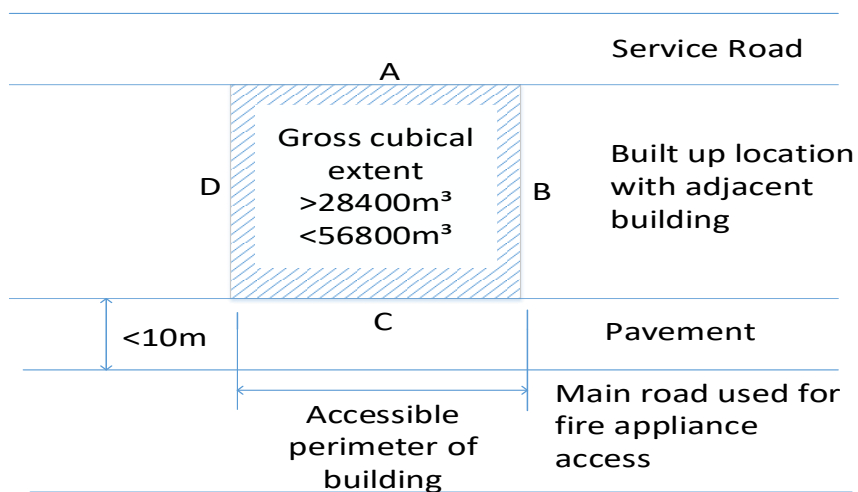 Service Road
A
Gross cubical
extent
>28400m³
<56800m³
D
B
Built up location
with adjacent
building
<10m
C
Pavement
Accessible
perimeter of
building
Main road used for
fire appliance
access